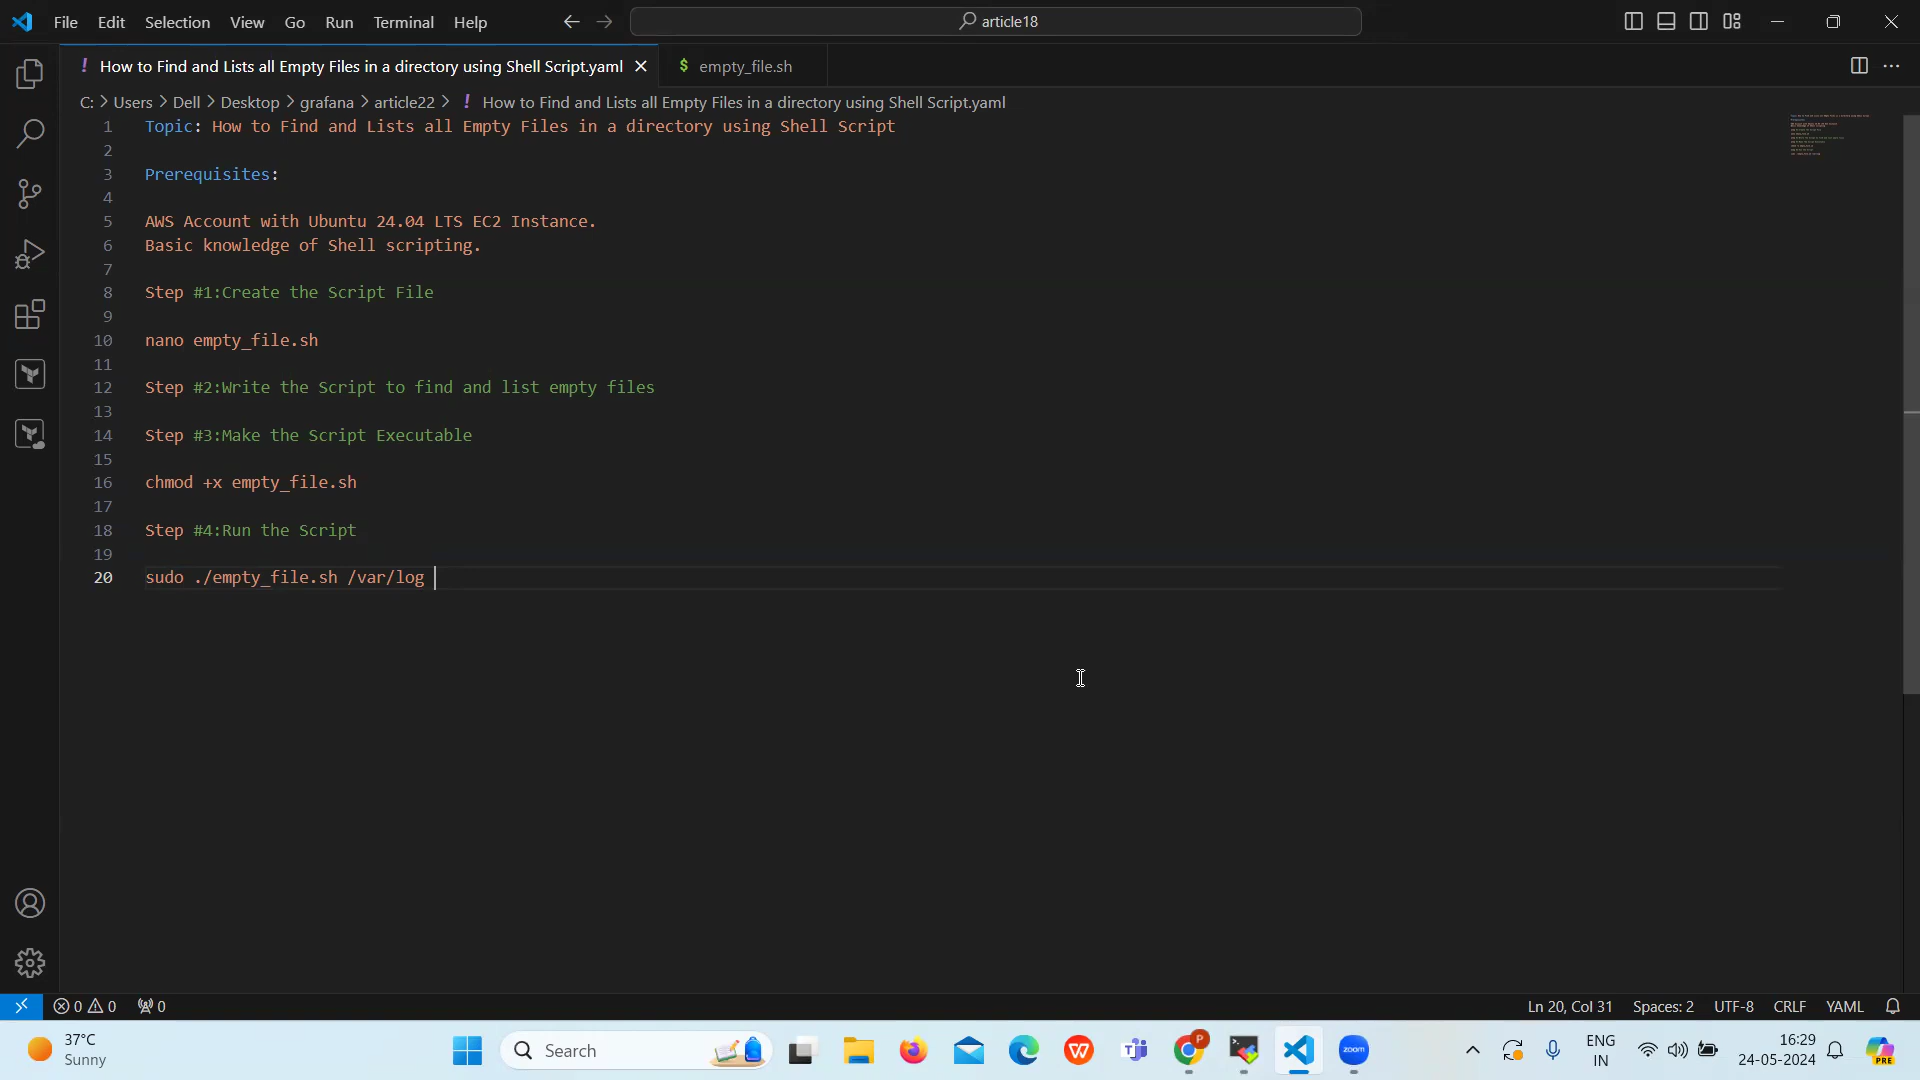 File Edit Selection View Go Run Terminal Help article18
How to Find and Lists all Empty Files in a directory using Shell Script.yaml
$ empty_file.sh
C: > Users > Dell > Desktop > grafana > article22 > ! How to Find and Lists all Empty Files in a directory using Shell Script.yaml
1 Topic: How to Find and Lists all Empty Files in a directory using Shell Script
2
3 Prerequisites:
4
5 AWS Account with Ubuntu 24.04 LTS EC2 Instance.
6 Basic knowledge of Shell scripting.
7
8 Step #1:Create the Script File
9
10 nano empty_file.sh
11
12 Step #2:Write the Script to find and list empty files
13
14 Step #3:Make the Script Executable
15
16 chmod +x empty_file.sh
17
18 Step #4:Run the Script
19
20 sudo ./empty_file.sh /var/log
0 0 0
Ln 20, Col 31 Spaces: 2 UTF-8 CRLF YAML
37°C
Sunny
Search
zoom
P
PRE
ENG
IN
16:29
24-05-2024